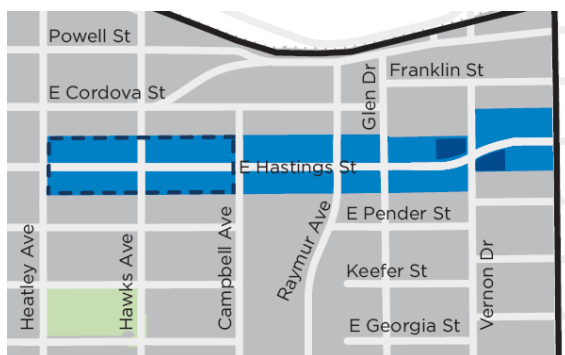 Powell St
Franklin St
E Cordova St
Glen Dr
E Hastings St
E Pender St
Heatley Ave
Hawks Ave
Campbell Ave
Raymur Ave
Keefer St
Vernon Dr
E Georgia St